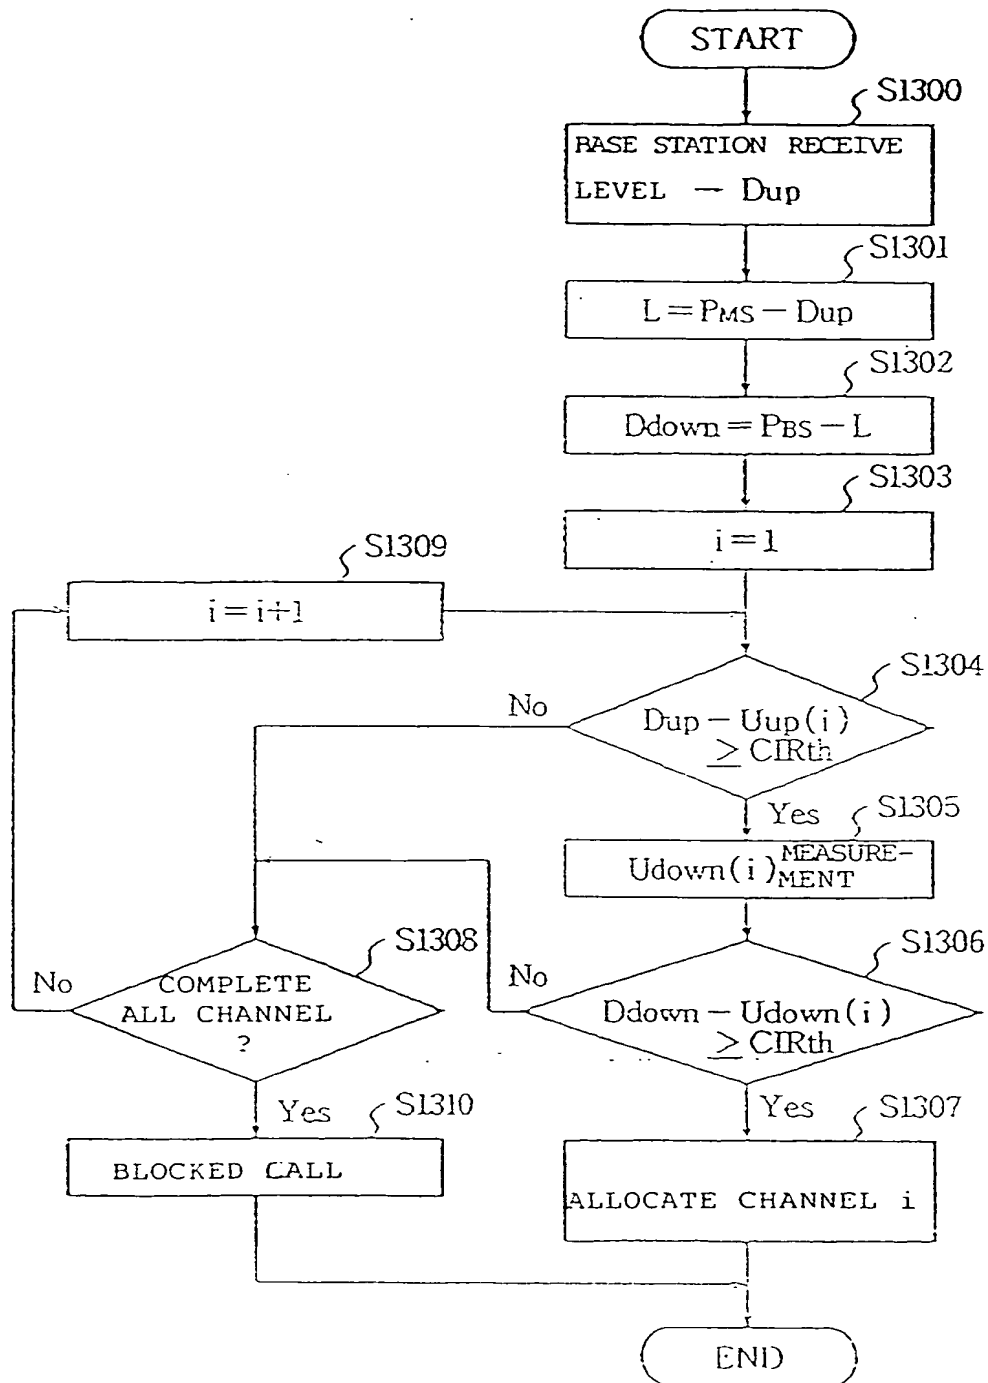 START
S1300
BASE STATION RECEIVE
LEVEL — Dup
S1301
L = PMS − Dup
S1302
Ddown = PBS − L
S1303
i = 1
S1309
i = i+1
S1304
No
Dup − Uup(i)
≥ CIRth
Yes
S1305
Udown(i) MEASURE-
MENT
S1308
S1306
No
COMPLETE
ALL CHANNEL
?
No
Ddown − Udown(i)
≥ CIRth
Yes
S1310
Yes
S1307
BLOCKED CALL
ALLOCATE CHANNEL i
END